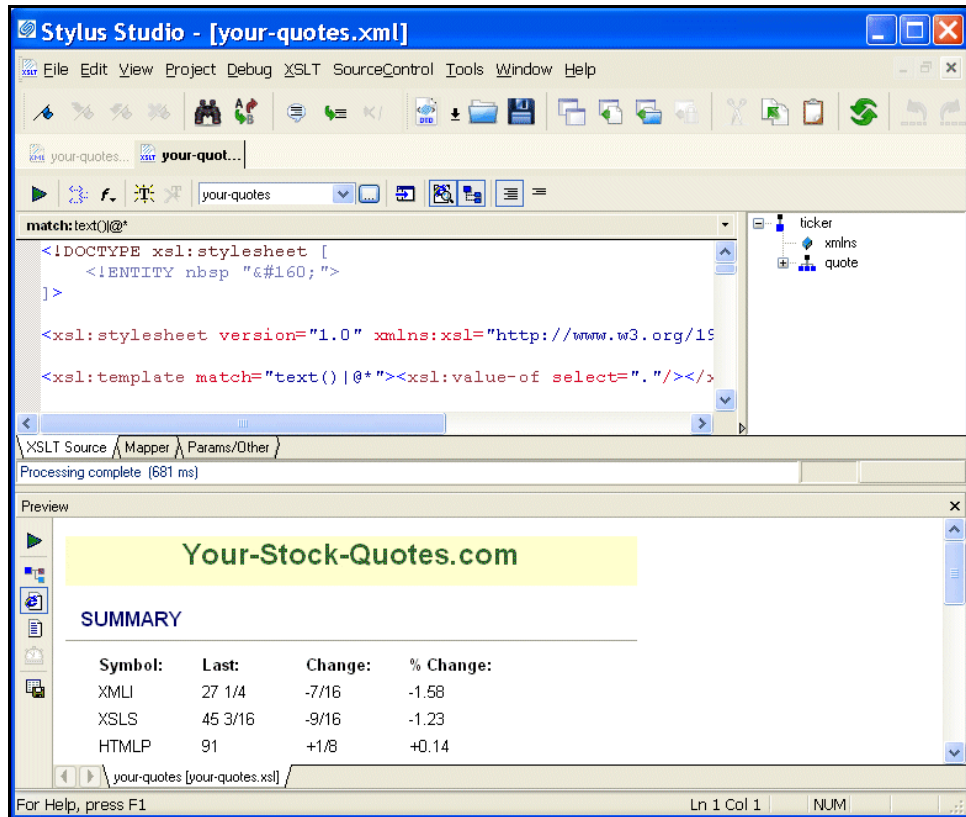 Stylus Studio - [your-quotes.xml]
File Edit View Project Debug XSLT SourceControl Tools Window Help
your-quotes... your-quot...
your-quotes
match:text()|@*
<!DOCTYPE xsl:stylesheet [
<!ENTITY nbsp "&#160;">
]>
<xsl:stylesheet version="1.0" xmlns:xsl="http://www.w3.org/19
<xsl:template match="text()|@*"><xsl:value-of select="."/></x
ticker
xmlns
quote
XSLT Source Mapper Params/Other
Processing complete (681 ms)
Preview
Your-Stock-Quotes.com
SUMMARY
Symbol: Last: Change: % Change:
XMLI 27 1/4 -7/16 -1.58
XSLS 45 3/16 -9/16 -1.23
HTMLP 91 +1/8 +0.14
your-quotes [your-quotes.xsl]
For Help, press F1 Ln 1 Col 1 NUM